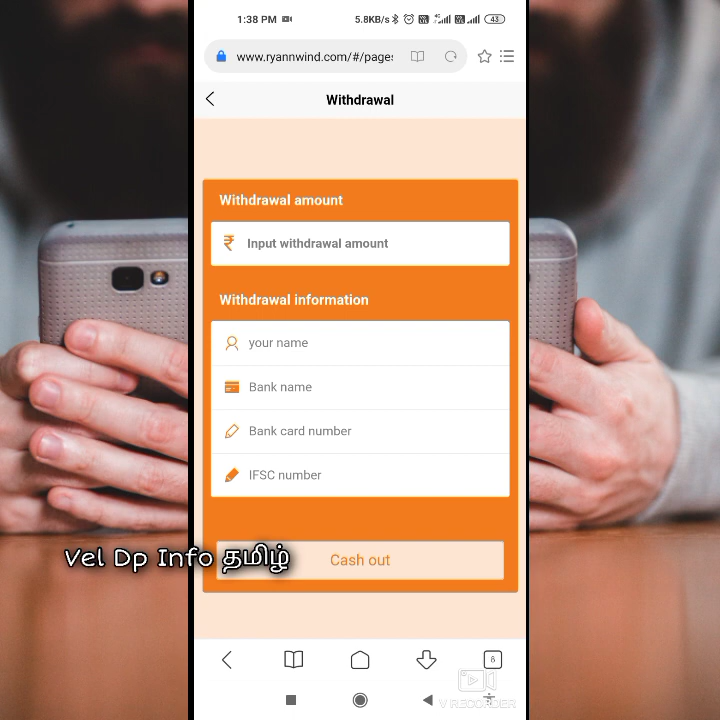 1:38 PM
5.8KB/s
43
www.ryannwind.com/#/page
Withdrawal
Withdrawal amount
₹ Input withdrawal amount
Withdrawal information
your name
Bank name
Bank card number
IFSC number
Vel Dp Info தமிழ்
Cash out
8
V RECORDER